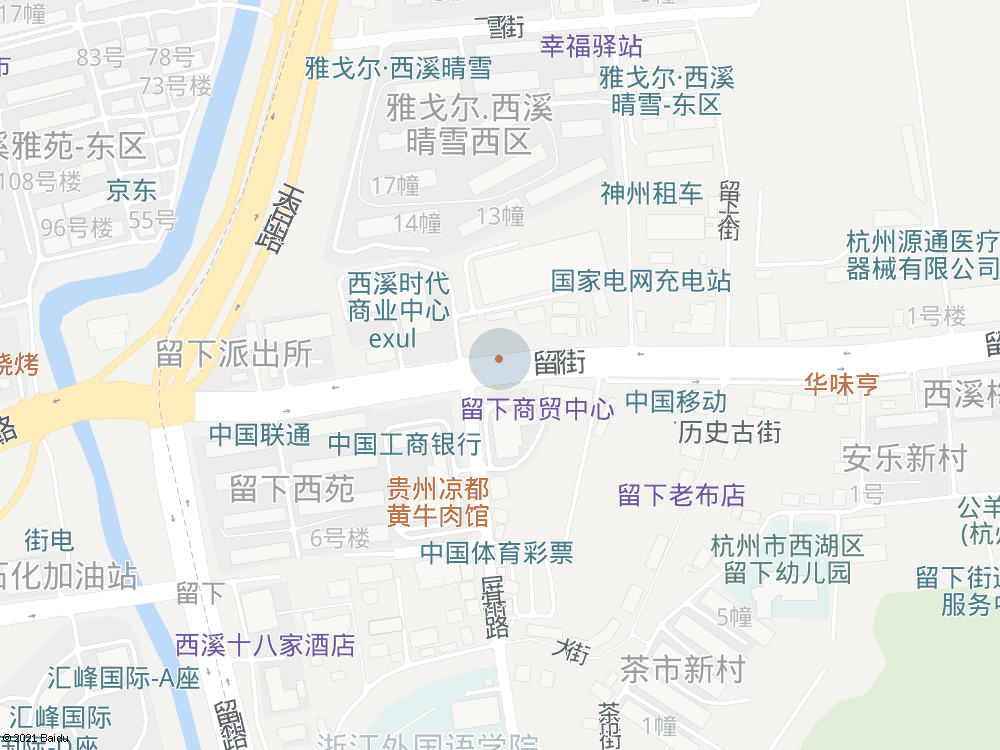 17幢
雪街
幸福驿站
83号
78号
73号楼
市
雅戈尔·西溪晴雪
雅戈尔·西溪
晴雪-东区
雅戈尔.西溪
晴雪西区
溪雅苑-东区
108号楼
京东
96号楼
55号
17幢
14幢
13幢
神州租车
留下大街
天目山路
杭州源通医疗
器械有限公司
西溪时代
商业中心
exul
国家电网充电站
1号楼
留下派出所
留街
留
烧烤
华味亨
路
留下商贸中心
中国移动
西溪梅
中国联通
中国工商银行
历史古街
安乐新村
留下西苑
贵州凉都
黄牛肉馆
留下老布店
1号
公羊
(杭州
街电
6号楼
中国体育彩票
杭州市西湖区
留下幼儿园
石化加油站
留下
留下街道
服务中
5幢
西溪十八家酒店
大街
汇峰国际-A座
茶市新村
汇峰国际
-D座
茶市街
1幢
浙江外国语学院
© 2021 Baidu